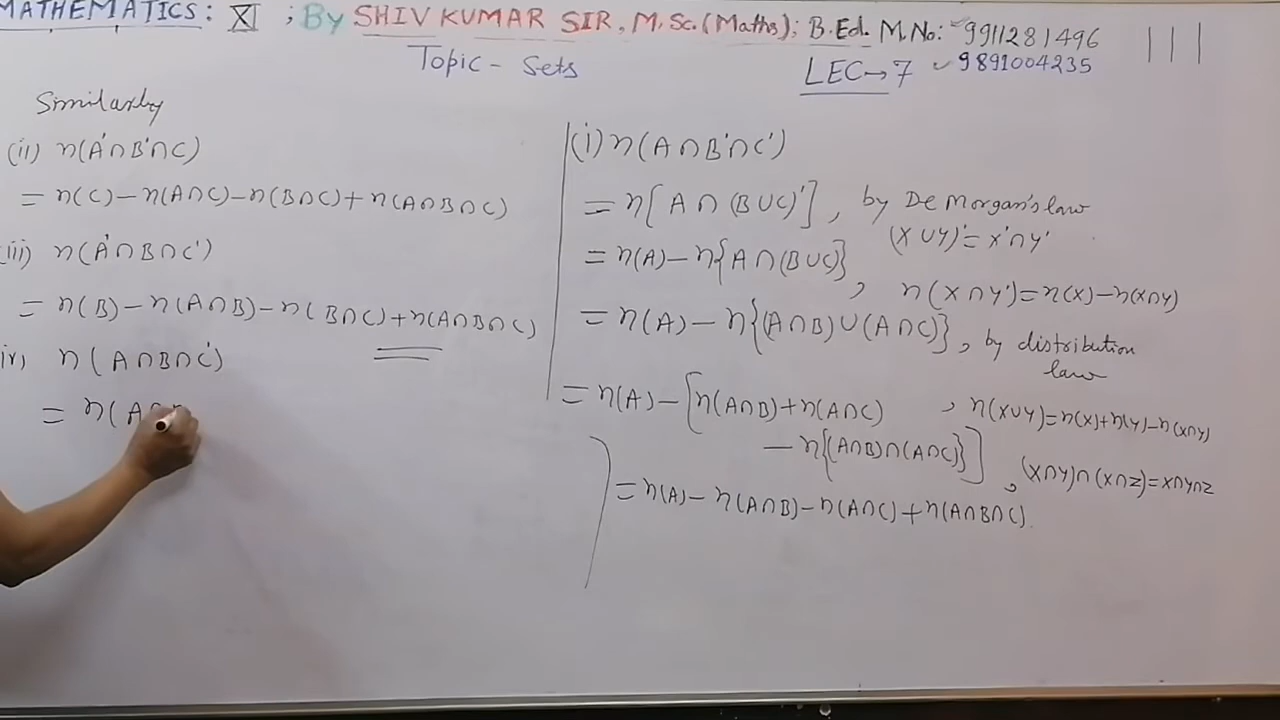 MATHEMATICS: XI ; By SHIV KUMAR SIR, M.Sc.(Maths); B.Ed. M.No: 9911281496
Topic - Sets
LEC→7 9891004235
Similarly
(ii) n(A'∩B'∩C)
= n(C)-n(A∩C)-n(B∩C)+n(A∩B∩C)
(iii) n(A'∩B∩C')
= n(B)-n(A∩B)-n(B∩C)+n(A∩B∩C)
iv) n(A∩B∩C')
= n(A∩
(i) n(A∩B'∩C')
= n[A∩(B∪C)'], by De Morgan's law
(X∪Y)'=X'∩Y'
= n(A)-n{A∩(B∪C)}
, n(X∩Y')=n(X)-n(X∩Y)
= n(A)-n{(A∩B)∪(A∩C)}, by distribution
law
= n(A)-[n(A∩B)+n(A∩C) , n(X∪Y)=n(X)+n(Y)-n(X∩Y)
-n{(A∩B)∩(A∩C)}] , (X∩Y)∩(X∩Z)=X∩Y∩Z
= n(A)-n(A∩B)-n(A∩C)+n(A∩B∩C).